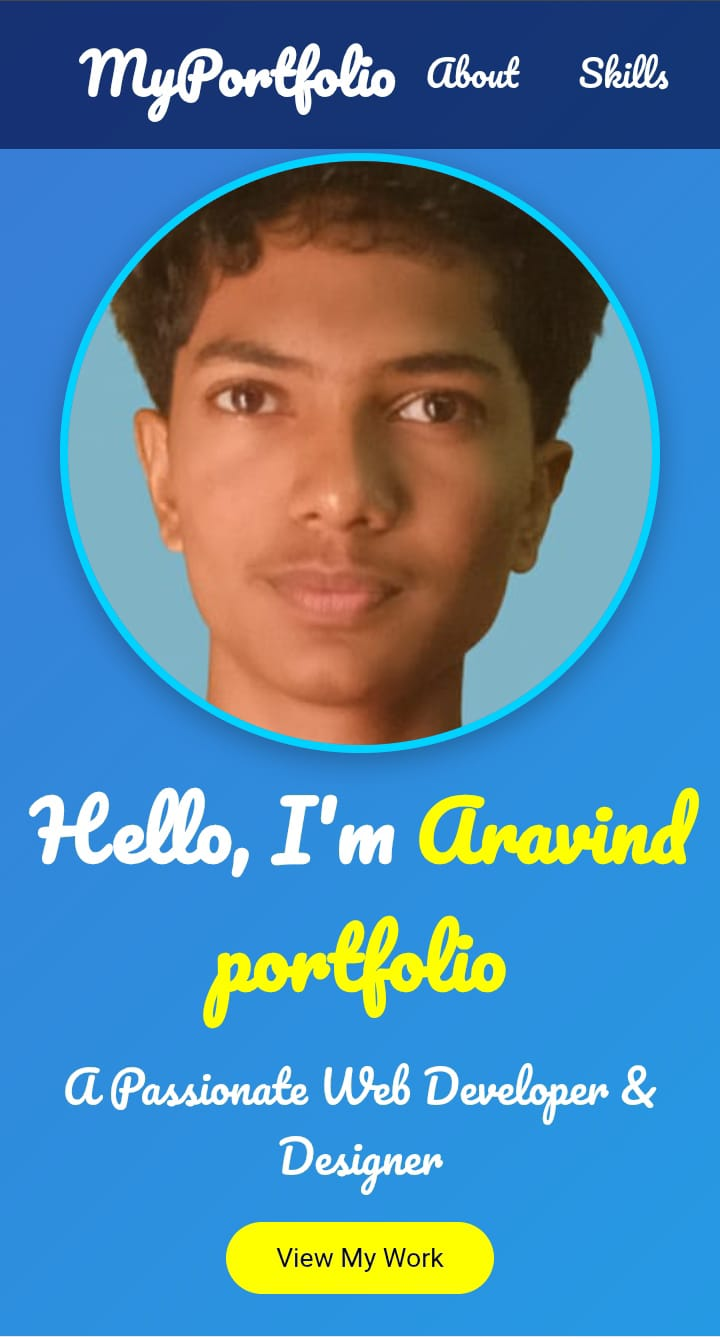 MyPortfolio About Skills
Hello, I'm Aravind
portfolio
A Passionate Web Developer &
Designer
View My Work